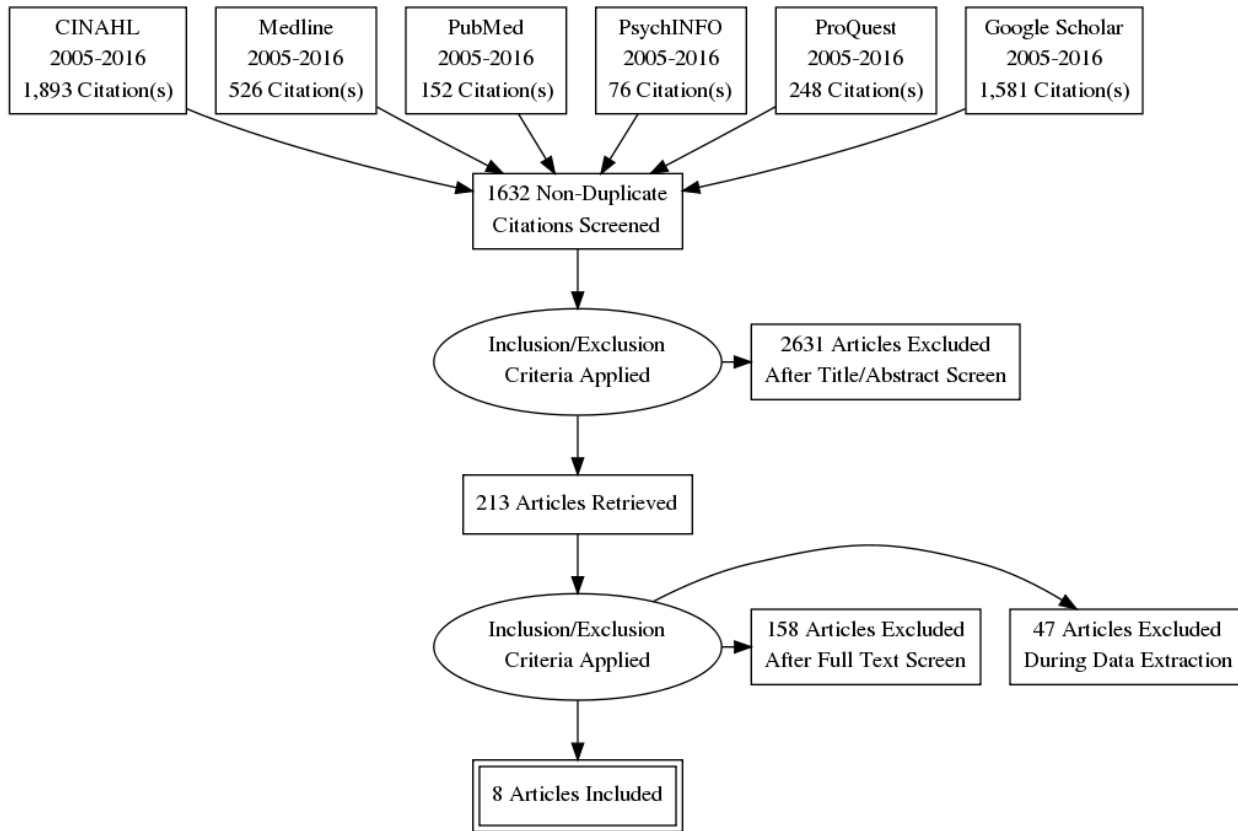 CINAHL
2005-2016
1,893 Citation(s)
Medline
2005-2016
526 Citation(s)
PubMed
2005-2016
152 Citation(s)
PsychINFO
2005-2016
76 Citation(s)
ProQuest
2005-2016
248 Citation(s)
Google Scholar
2005-2016
1,581 Citation(s)
1632 Non-Duplicate
Citations Screened
Inclusion/Exclusion
Criteria Applied
2631 Articles Excluded
After Title/Abstract Screen
213 Articles Retrieved
Inclusion/Exclusion
Criteria Applied
158 Articles Excluded
After Full Text Screen
47 Articles Excluded
During Data Extraction
8 Articles Included